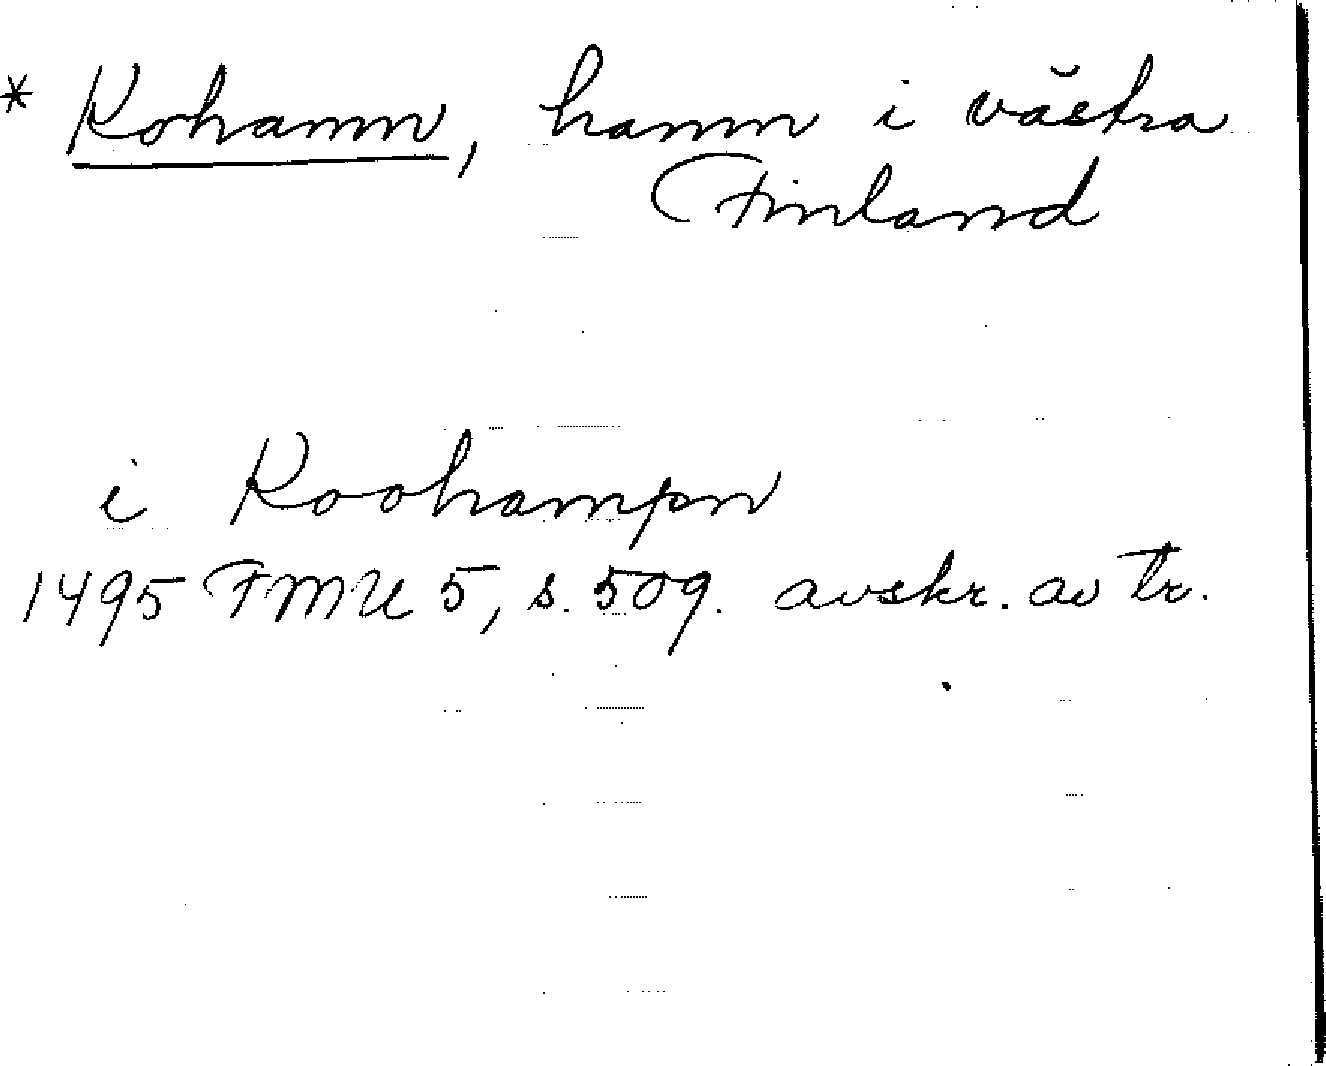 * Kohamn, hamn i västra
Finland
i Koohampn
1495 FMU 5, s. 509. avskr. av tr.